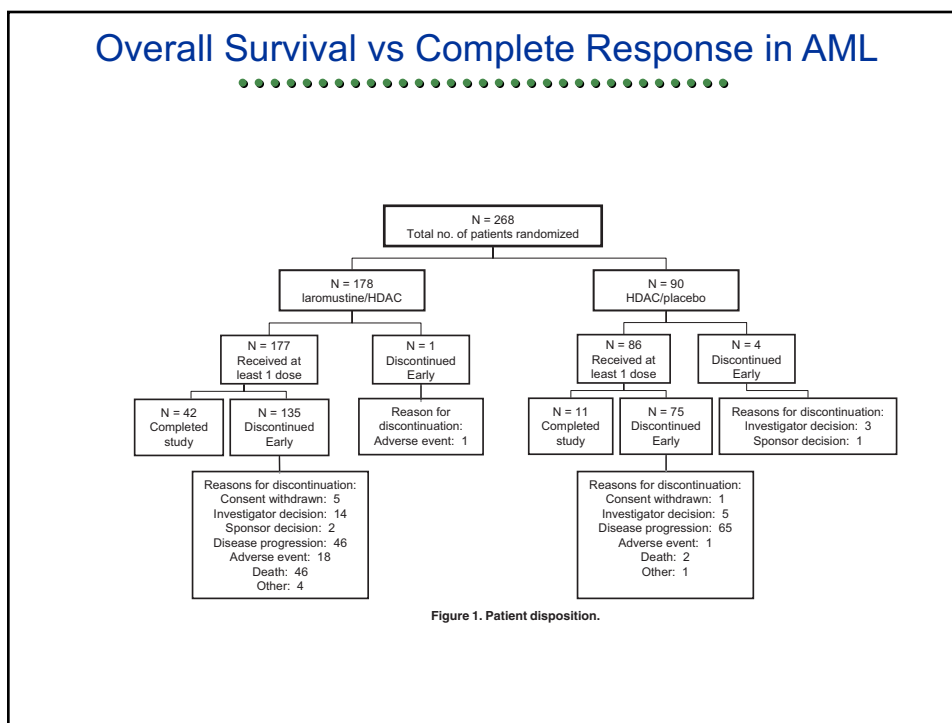 Overall Survival vs Complete Response in AML
N = 268
Total no. of patients randomized
N = 178
laromustine/HDAC
N = 90
HDAC/placebo
N = 177
Received at
least 1 dose
N = 1
Discontinued
Early
N = 86
Received at
least 1 dose
N = 4
Discontinued
Early
N = 42
Completed
study
N = 135
Discontinued
Early
Reason for
discontinuation:
Adverse event: 1
N = 11
Completed
study
N = 75
Discontinued
Early
Reasons for discontinuation:
Investigator decision: 3
Sponsor decision: 1
Reasons for discontinuation:
Consent withdrawn: 5
Investigator decision: 14
Sponsor decision: 2
Disease progression: 46
Adverse event: 18
Death: 46
Other: 4
Reasons for discontinuation:
Consent withdrawn: 1
Investigator decision: 5
Disease progression: 65
Adverse event: 1
Death: 2
Other: 1
Figure 1. Patient disposition.